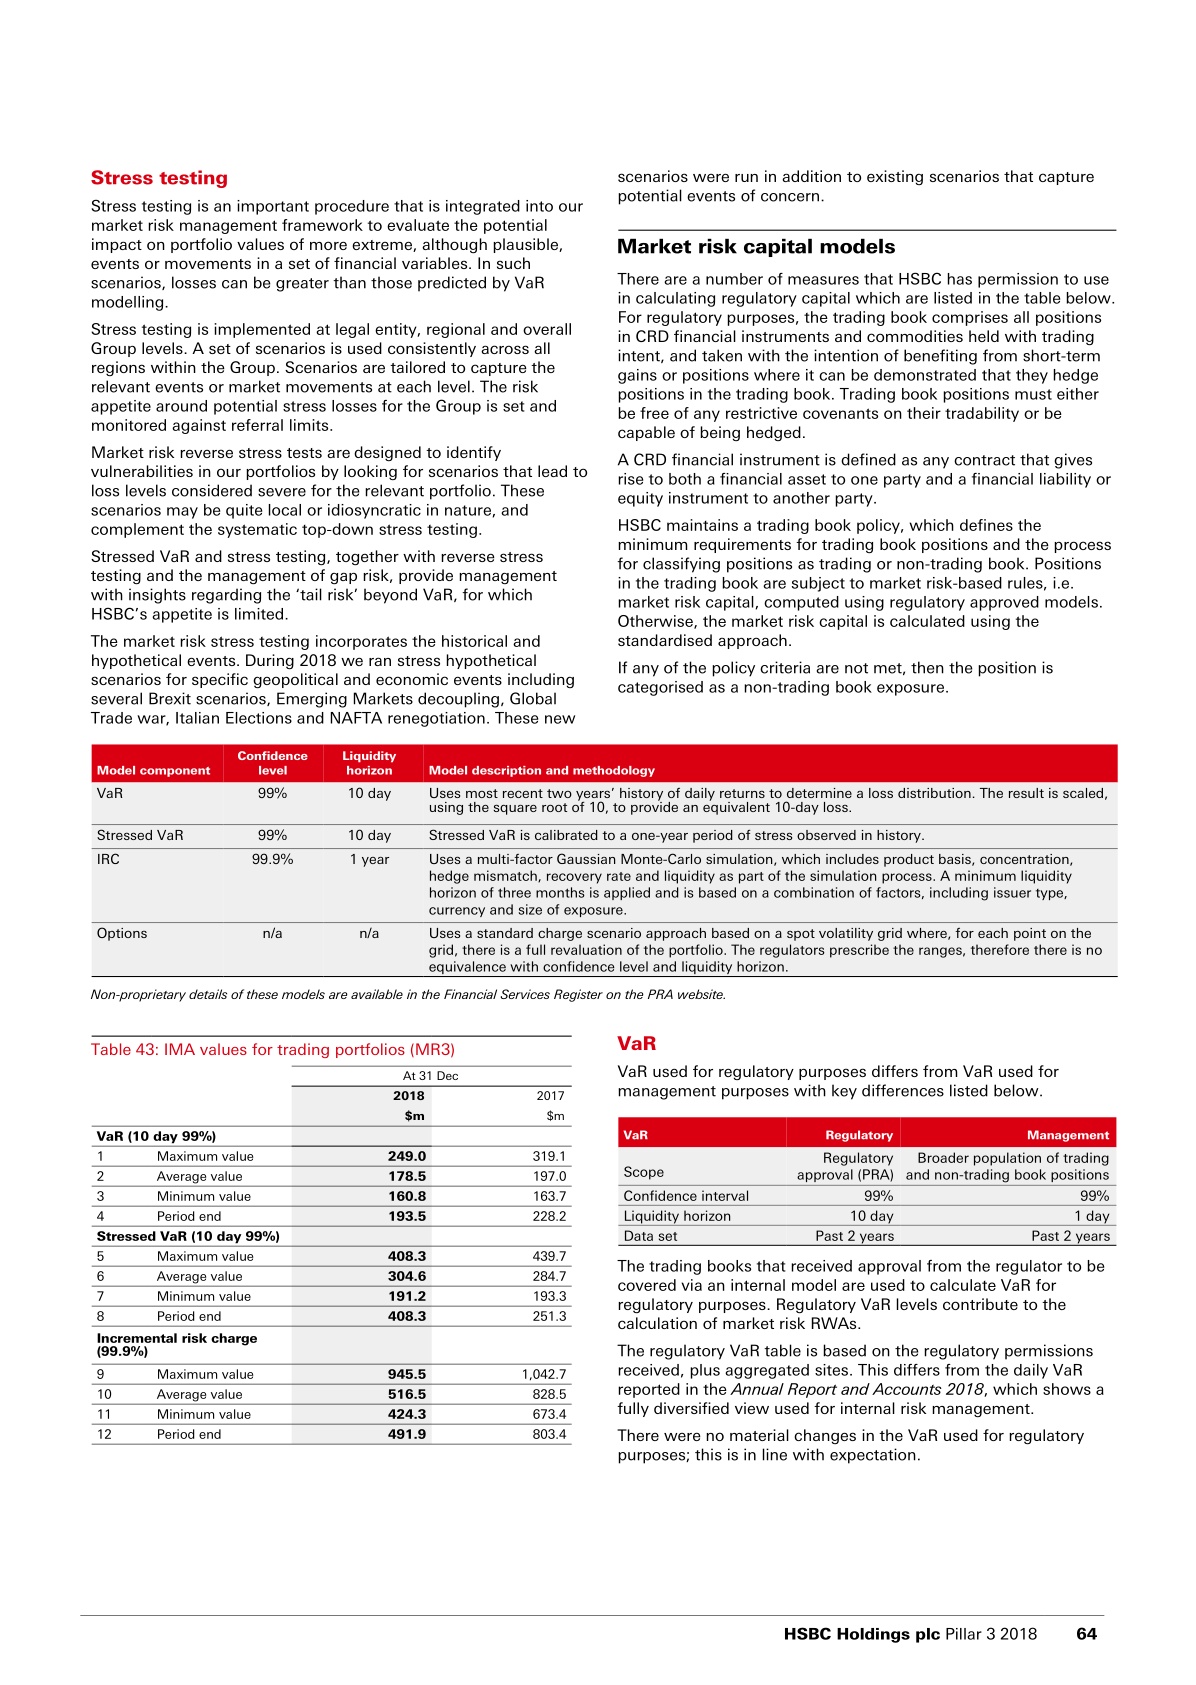 Stress testing
Stress testing is an important procedure that is integrated into our
market risk management framework to evaluate the potential
impact on portfolio values of more extreme, although plausible,
events or movements in a set of financial variables. In such
scenarios, losses can be greater than those predicted by VaR
modelling.
Stress testing is implemented at legal entity, regional and overall
Group levels. A set of scenarios is used consistently across all
regions within the Group. Scenarios are tailored to capture the
relevant events or market movements at each level. The risk
appetite around potential stress losses for the Group is set and
monitored against referral limits.
Market risk reverse stress tests are designed to identify
vulnerabilities in our portfolios by looking for scenarios that lead to
loss levels considered severe for the relevant portfolio. These
scenarios may be quite local or idiosyncratic in nature, and
complement the systematic top-down stress testing.
Stressed VaR and stress testing, together with reverse stress
testing and the management of gap risk, provide management
with insights regarding the ‘tail risk’ beyond VaR, for which
HSBC’s appetite is limited.
The market risk stress testing incorporates the historical and
hypothetical events. During 2018 we ran stress hypothetical
scenarios for specific geopolitical and economic events including
several Brexit scenarios, Emerging Markets decoupling, Global
Trade war, Italian Elections and NAFTA renegotiation. These new
scenarios were run in addition to existing scenarios that capture
potential events of concern.
Market risk capital models
There are a number of measures that HSBC has permission to use
in calculating regulatory capital which are listed in the table below.
For regulatory purposes, the trading book comprises all positions
in CRD financial instruments and commodities held with trading
intent, and taken with the intention of benefiting from short-term
gains or positions where it can be demonstrated that they hedge
positions in the trading book. Trading book positions must either
be free of any restrictive covenants on their tradability or be
capable of being hedged.
A CRD financial instrument is defined as any contract that gives
rise to both a financial asset to one party and a financial liability or
equity instrument to another party.
HSBC maintains a trading book policy, which defines the
minimum requirements for trading book positions and the process
for classifying positions as trading or non-trading book. Positions
in the trading book are subject to market risk-based rules, i.e.
market risk capital, computed using regulatory approved models.
Otherwise, the market risk capital is calculated using the
standardised approach.
If any of the policy criteria are not met, then the position is
categorised as a non-trading book exposure.
Model component Confidence level Liquidity horizon Model description and methodology
VaR 99% 10 day Uses most recent two years’ history of daily returns to determine a loss distribution. The result is scaled,
using the square root of 10, to provide an equivalent 10-day loss.
Stressed VaR 99% 10 day Stressed VaR is calibrated to a one-year period of stress observed in history.
IRC 99.9% 1 year Uses a multi-factor Gaussian Monte-Carlo simulation, which includes product basis, concentration,
hedge mismatch, recovery rate and liquidity as part of the simulation process. A minimum liquidity
horizon of three months is applied and is based on a combination of factors, including issuer type,
currency and size of exposure.
Options n/a n/a Uses a standard charge scenario approach based on a spot volatility grid where, for each point on the
grid, there is a full revaluation of the portfolio. The regulators prescribe the ranges, therefore there is no
equivalence with confidence level and liquidity horizon.
Non-proprietary details of these models are available in the Financial Services Register on the PRA website.
Table 43: IMA values for trading portfolios (MR3)
At 31 Dec
2018 2017
$m $m
VaR (10 day 99%)
1 Maximum value 249.0 319.1
2 Average value 178.5 197.0
3 Minimum value 160.8 163.7
4 Period end 193.5 228.2
Stressed VaR (10 day 99%)
5 Maximum value 408.3 439.7
6 Average value 304.6 284.7
7 Minimum value 191.2 193.3
8 Period end 408.3 251.3
Incremental risk charge
(99.9%)
9 Maximum value 945.5 1,042.7
10 Average value 516.5 828.5
11 Minimum value 424.3 673.4
12 Period end 491.9 803.4
VaR
VaR used for regulatory purposes differs from VaR used for
management purposes with key differences listed below.
VaR Regulatory Management
Scope Regulatory approval (PRA) Broader population of trading and non-trading book positions
Confidence interval 99% 99%
Liquidity horizon 10 day 1 day
Data set Past 2 years Past 2 years
The trading books that received approval from the regulator to be
covered via an internal model are used to calculate VaR for
regulatory purposes. Regulatory VaR levels contribute to the
calculation of market risk RWAs.
The regulatory VaR table is based on the regulatory permissions
received, plus aggregated sites. This differs from the daily VaR
reported in the Annual Report and Accounts 2018, which shows a
fully diversified view used for internal risk management.
There were no material changes in the VaR used for regulatory
purposes; this is in line with expectation.
HSBC Holdings plc Pillar 3 2018 64